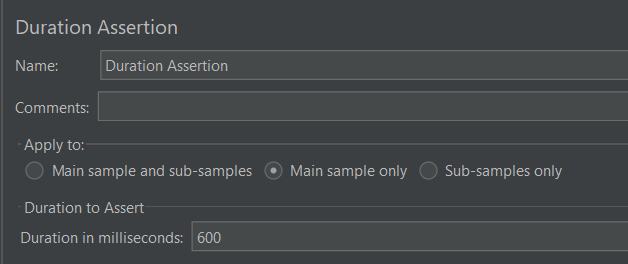 Duration Assertion
Name: Duration Assertion
Comments:
Apply to:
Main sample and sub-samples Main sample only Sub-samples only
Duration to Assert
Duration in milliseconds: 600